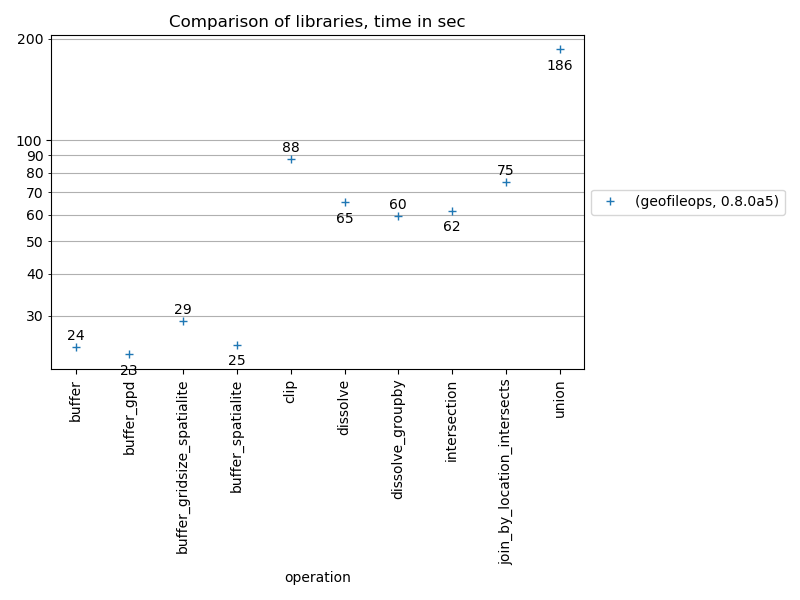 Comparison of libraries, time in sec
200
100
90
80
70
60
50
40
30
24
23
29
25
88
65
60
62
75
186
(geofileops, 0.8.0a5)
buffer
buffer_gpd
buffer_gridsize_spatialite
buffer_spatialite
clip
dissolve
dissolve_groupby
intersection
join_by_location_intersects
union
operation